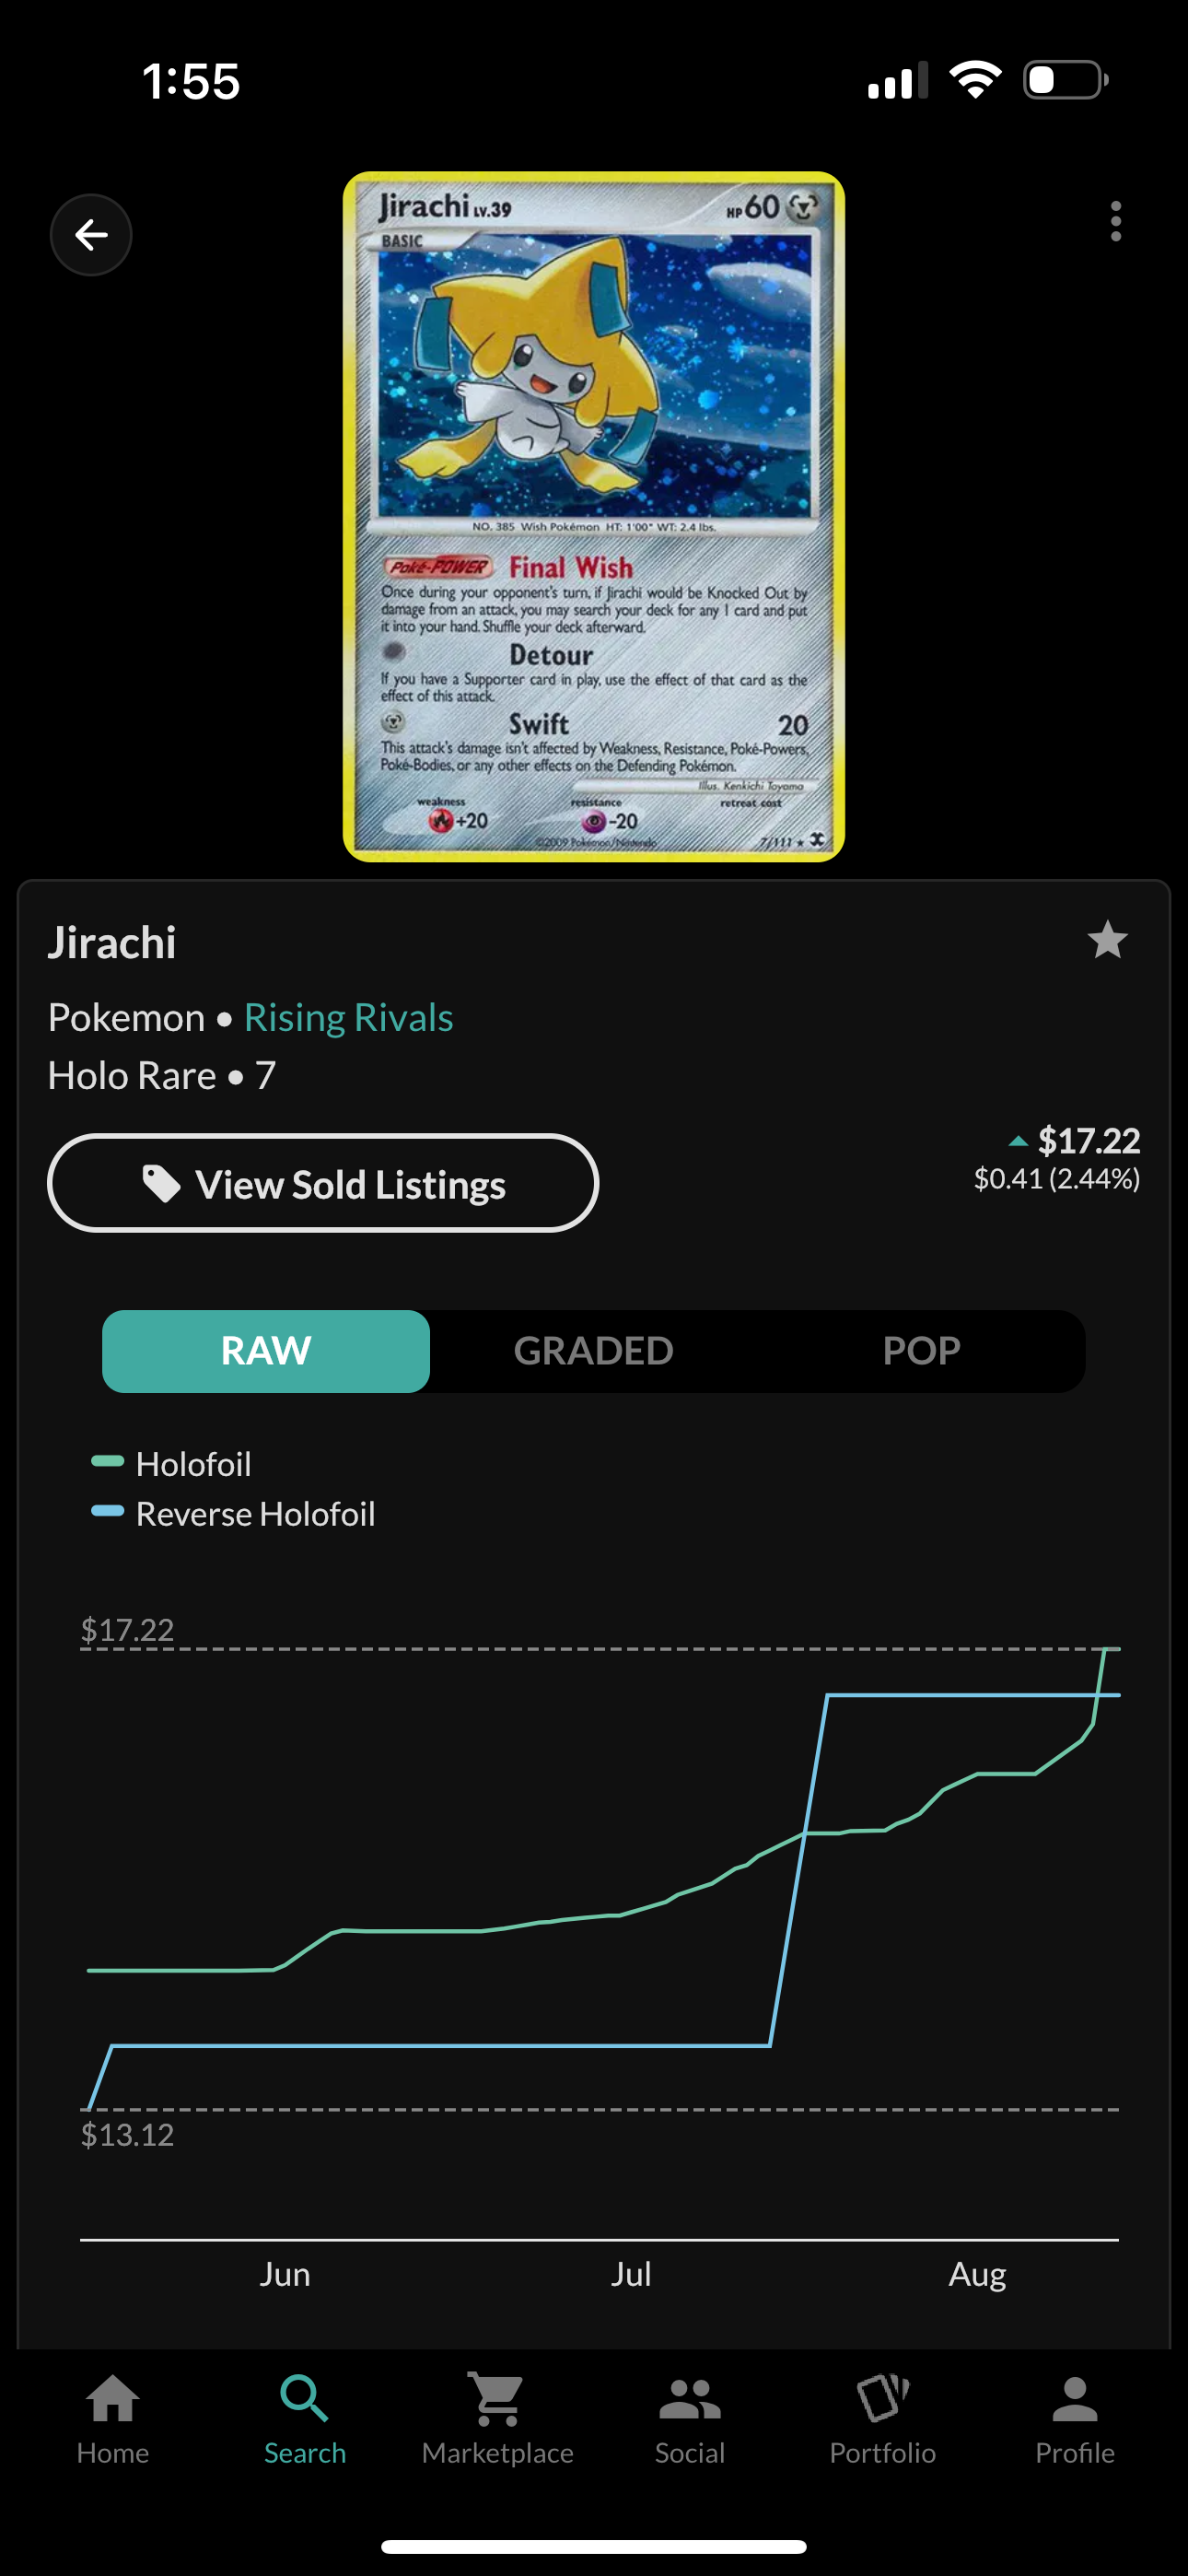 1:55
Jirachi LV.39 HP 60
BASIC
NO. 385 Wish Pokémon HT: 1'00" WT: 2.4 lbs.
Poké-POWER Final Wish
Once during your opponent's turn, if Jirachi would be Knocked Out by
damage from an attack, you may search your deck for any 1 card and put
it into your hand. Shuffle your deck afterward.
Detour
If you have a Supporter card in play, use the effect of that card as the
effect of this attack.
Swift 20
This attack's damage isn't affected by Weakness, Resistance, Poké-Powers,
Poké-Bodies, or any other effects on the Defending Pokémon.
Illus. Kenkichi Toyama
weakness resistance retreat cost
+20 -20
©2009 Pokémon/Nintendo 7/111
Jirachi
Pokemon • Rising Rivals
Holo Rare • 7
View Sold Listings
$17.22
$0.41 (2.44%)
RAW GRADED POP
Holofoil
Reverse Holofoil
$17.22
$13.12
Jun Jul Aug
Home Search Marketplace Social Portfolio Profile